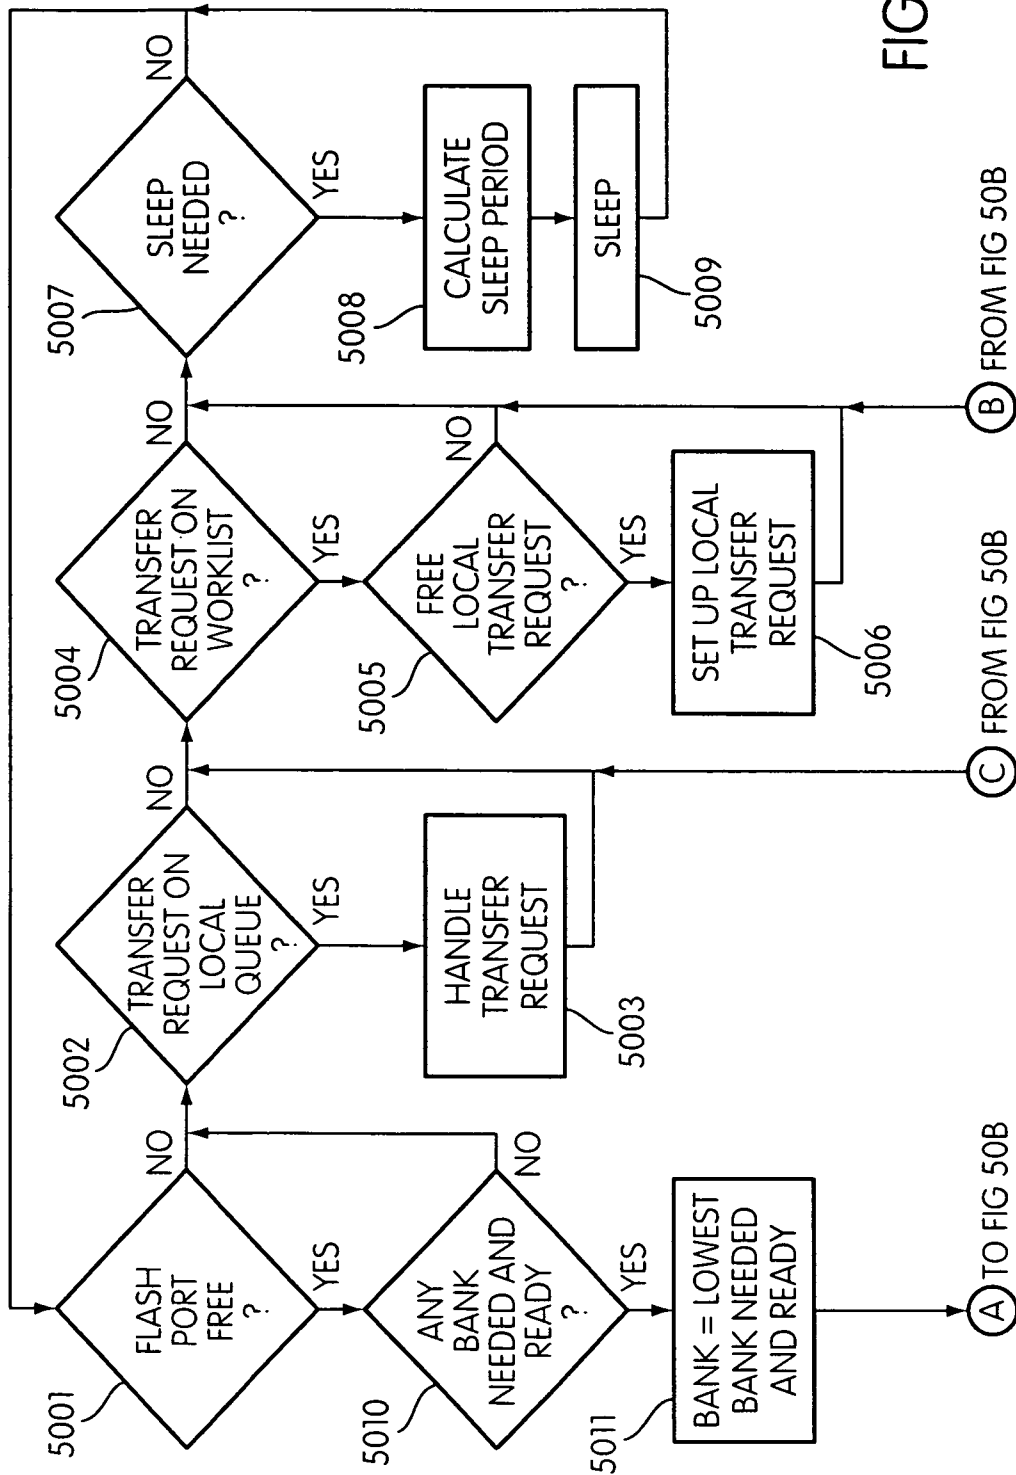 5001
FLASH
PORT
FREE
?
NO
YES
5010
ANY
BANK
NEEDED AND
READY
?
NO
YES
5011
BANK = LOWEST
BANK NEEDED
AND READY
A TO FIG 50B
5002
TRANSFER
REQUEST ON
LOCAL
QUEUE
?
NO
YES
5003
HANDLE
TRANSFER
REQUEST
C FROM FIG 50B
5004
TRANSFER
REQUEST ON
WORKLIST
?
NO
YES
5005
FREE
LOCAL
TRANSFER
REQUEST
?
NO
YES
5006
SET UP LOCAL
TRANSFER
REQUEST
B FROM FIG 50B
5007
SLEEP
NEEDED
?
NO
YES
5008
CALCULATE
SLEEP PERIOD
5009
SLEEP
FIG